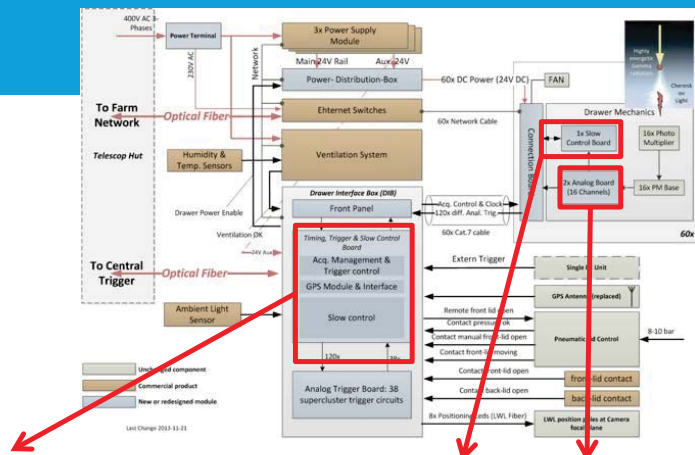 400V AC 3-
Phases
Power Terminal
3x Power Supply
Module
Main 24V Rail
Aux 24V
230V AC
Network
Power- Distribution-Box
60x DC Power (24V DC)
FAN
Highly
energetic
Gamma
radiation
Cherenk
ov
Light
To Farm
Network
Optical Fiber
Ehternet Switches
60x Network Cable
Connection Board
Drawer Mechanics
1x Slow
Control Board
16x Photo
Multiplier
Telescop Hut
Humidity &
Temp. Sensors
Ventilation System
2x Analog Board
(16 Channels)
16x PM Base
Drawer Interface Box (DIB)
Front Panel
Acq. Control & Clock
120x diff. Anal. Trig.
Drawer Power Enable
60x Cat.7 cable
60x
Ventilation OK
24V Aux
Timing, Trigger & Slow Control
Board
Acq. Management &
Trigger control
GPS Module & Interface
Slow control
To Central
Trigger
Optical Fiber
Extern Trigger
Unit
GPS Antenna (replaced)
Ambient Light
Sensor
Remote front lid open
Contact pressure ok
Contact manual front-lid open
Contact front-lid moving
Control
8-10 bar
120x
38x
Contact front-lid open
front-lid contact
Contact back-lid open
back-lid contact
Analog Trigger Board: 38
supercluster trigger circuits
8x Positioning Leds (LWL Fiber)
LWL position
at Camera
focal plane
Unchanged component
Commercial product
New or redesigned module
Last Change 2013-11-21